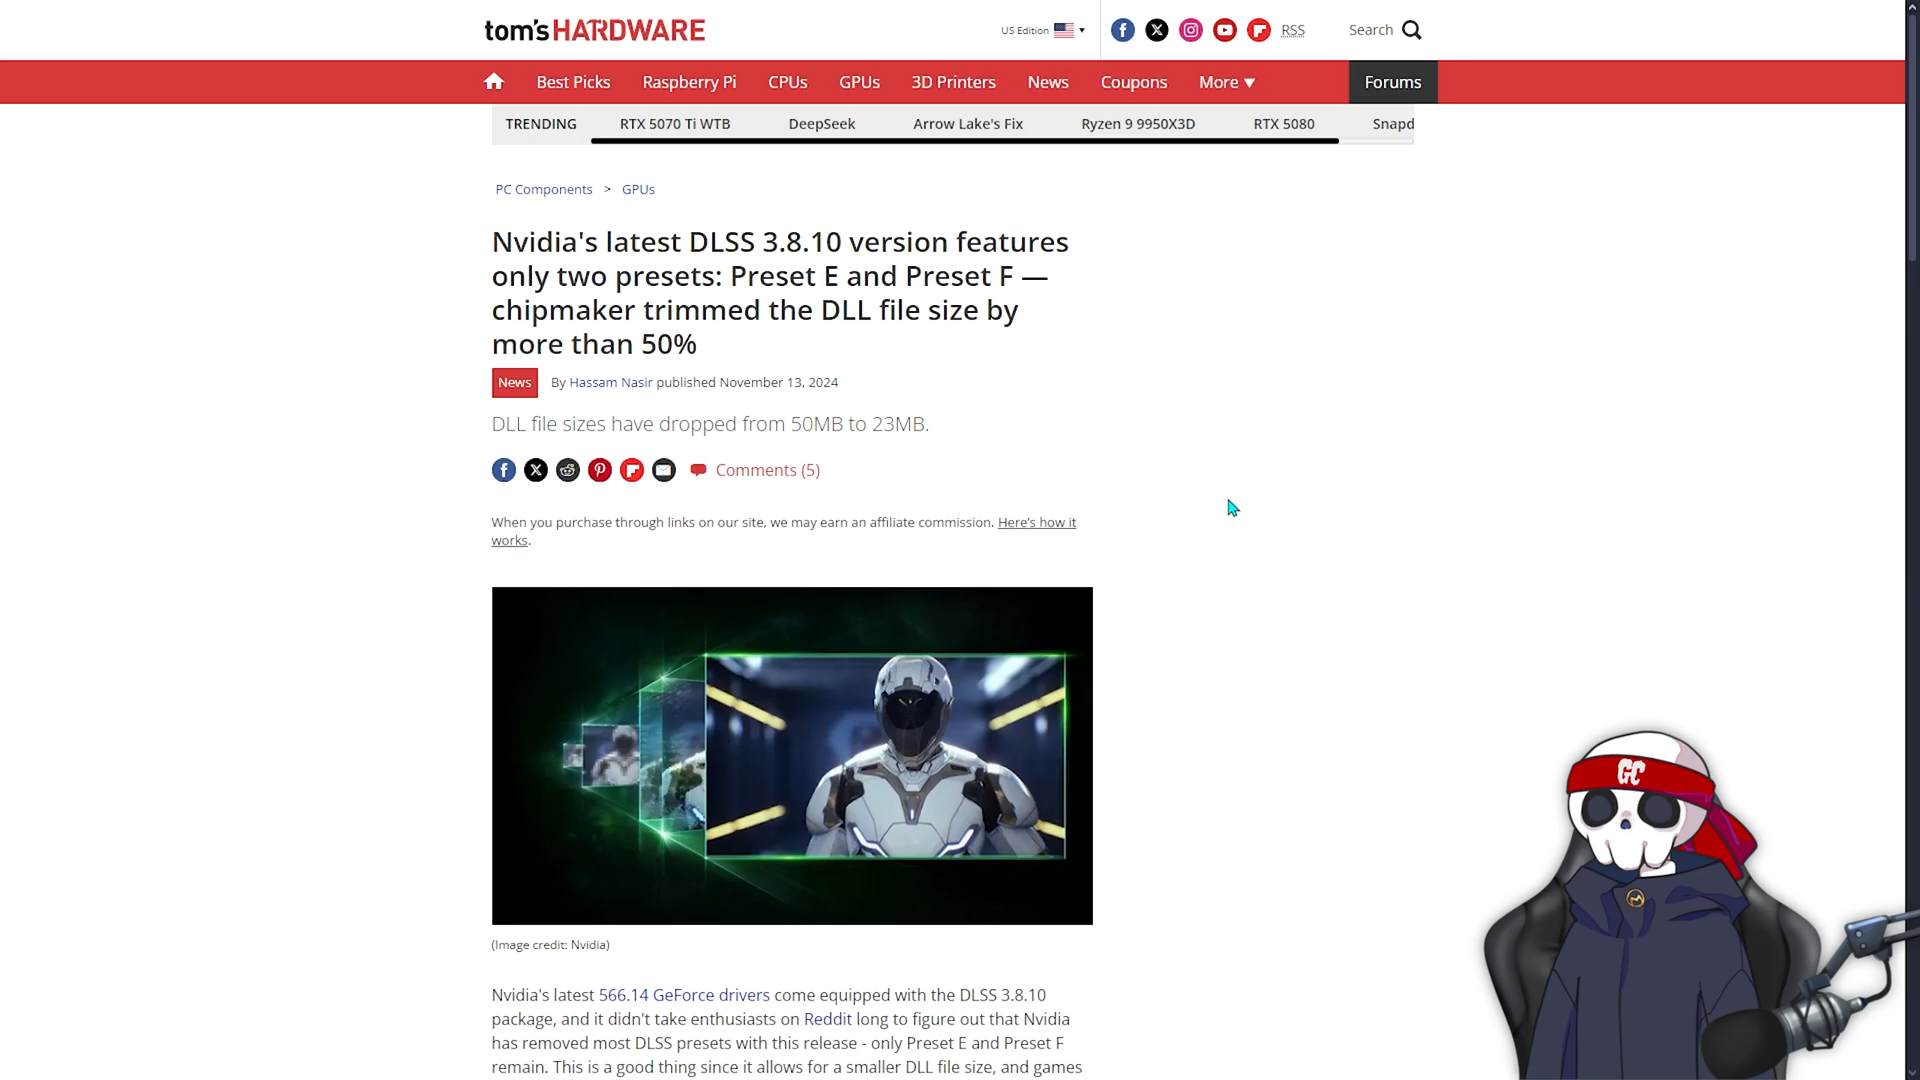 tom's HARDWARE
US Edition
RSS
Search
Best Picks
Raspberry Pi
CPUs
GPUs
3D Printers
News
Coupons
More
Forums
TRENDING
RTX 5070 Ti WTB
DeepSeek
Arrow Lake's Fix
Ryzen 9 9950X3D
RTX 5080
Snapd
PC Components > GPUs
Nvidia's latest DLSS 3.8.10 version features
only two presets: Preset E and Preset F —
chipmaker trimmed the DLL file size by
more than 50%
News
By Hassam Nasir published November 13, 2024
DLL file sizes have dropped from 50MB to 23MB.
Comments (5)
When you purchase through links on our site, we may earn an affiliate commission. Here's how it
works.
(Image credit: Nvidia)
Nvidia's latest 566.14 GeForce drivers come equipped with the DLSS 3.8.10
package, and it didn't take enthusiasts on Reddit long to figure out that Nvidia
has removed most DLSS presets with this release - only Preset E and Preset F
remain. This is a good thing since it allows for a smaller DLL file size, and games
GC